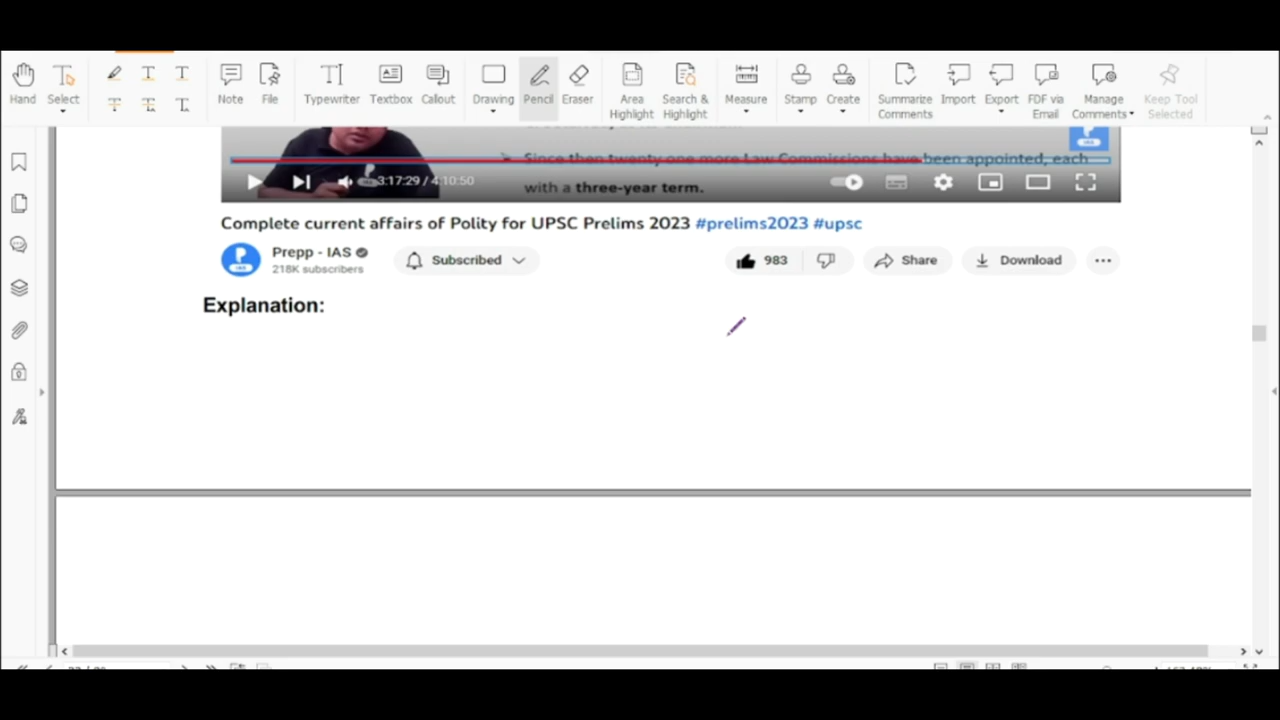 Hand Select Note File Typewriter Textbox Callout Drawing Pencil Eraser Area Highlight Search & Highlight Measure Stamp Create Summarize Comments Import Export FDF via Email Manage Comments Keep Tool Selected
Since then twenty one more Law Commissions have been appointed, each
with a three-year term.
3:17:29 / 4:10:50
Complete current affairs of Polity for UPSC Prelims 2023 #prelims2023 #upsc
Prepp - IAS
218K subscribers
Subscribed
983
Share
Download
Explanation: